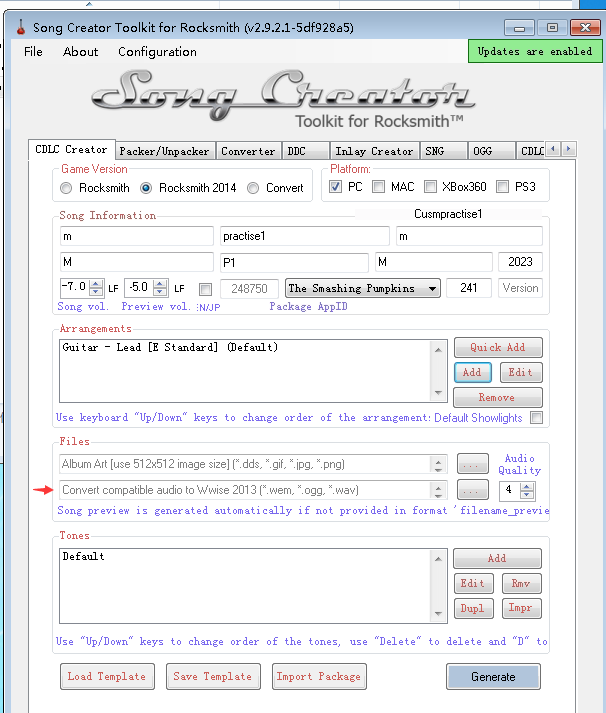 Song Creator Toolkit for Rocksmith (v2.9.2.1-5df928a5)
File About Configuration
Updates are enabled
Song Creator
Toolkit for Rocksmith™
CDLC Creator Packer/Unpacker Converter DDC Inlay Creator SNG OGG CDLC
Game Version
Rocksmith Rocksmith 2014 Convert
Platform:
PC MAC XBox360 PS3
Song Information
Cusmpractise1
m practise1 m
M P1 M 2023
-7.0 LF -5.0 LF 248750 The Smashing Pumpkins 241 Version
Song vol. Preview vol. :N/JP Package AppID
Arrangements
Guitar - Lead [E Standard] (Default)
Quick Add
Add Edit
Remove
Use keyboard "Up/Down" keys to change order of the arrangement: Default Showlights
Files
Album Art [use 512x512 image size] (*.dds, *.gif, *.jpg, *.png) ...
Audio Quality
Convert compatible audio to Wwise 2013 (*.wem, *.ogg, *.wav) ... 4
Song preview is generated automatically if not provided in format 'filename_previe
Tones
Default
Add
Edit Rmv
Dupl Impr
Use "Up/Down" keys to change order of the tones, use "Delete" to delete and "D" to
Load Template Save Template Import Package Generate